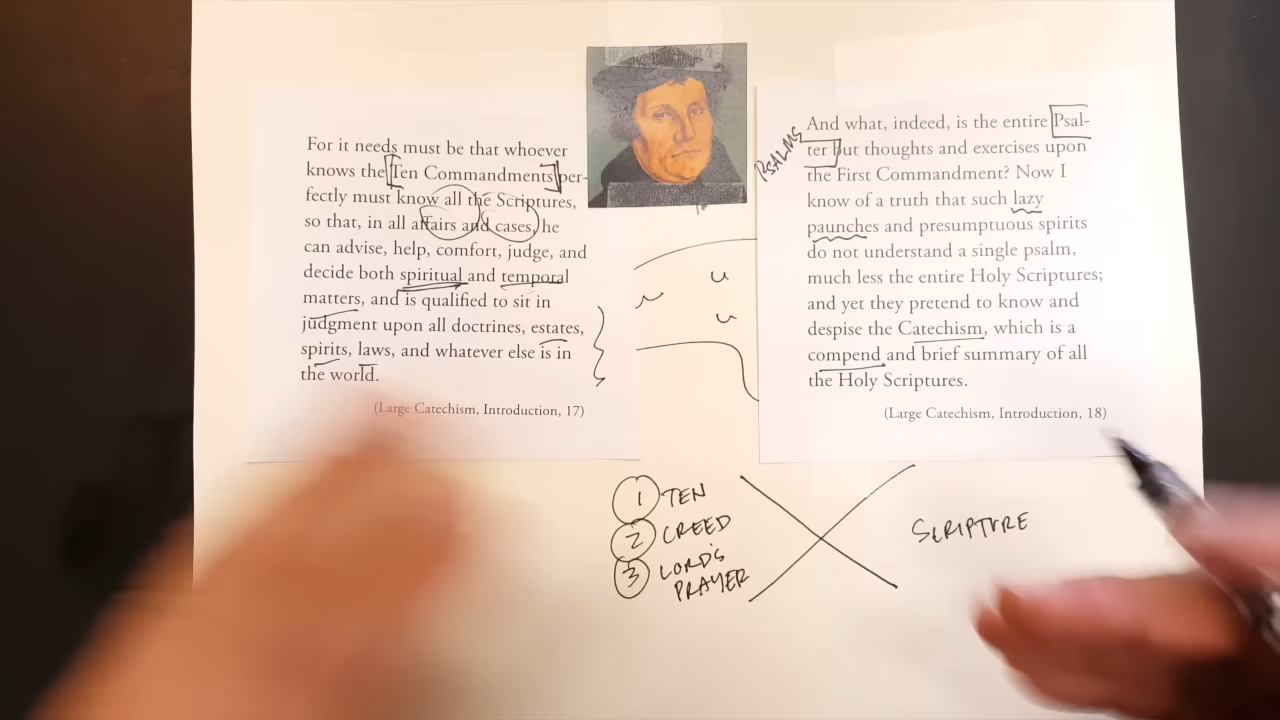 For it needs must be that whoever
knows the Ten Commandments per-
fectly must know all the Scriptures,
so that, in all affairs and cases, he
can advise, help, comfort, judge, and
decide both spiritual and temporal
matters, and is qualified to sit in
judgment upon all doctrines, estates,
spirits, laws, and whatever else is in
the world.
(Large Catechism, Introduction, 17)
PSALMS
And what, indeed, is the entire Psal-
ter but thoughts and exercises upon
the First Commandment? Now I
know of a truth that such lazy
paunches and presumptuous spirits
do not understand a single psalm,
much less the entire Holy Scriptures;
and yet they pretend to know and
despise the Catechism, which is a
compend and brief summary of all
the Holy Scriptures.
(Large Catechism, Introduction, 18)
1 TEN
2 CREED
3 LORD'S
PRAYER
SCRIPTURE